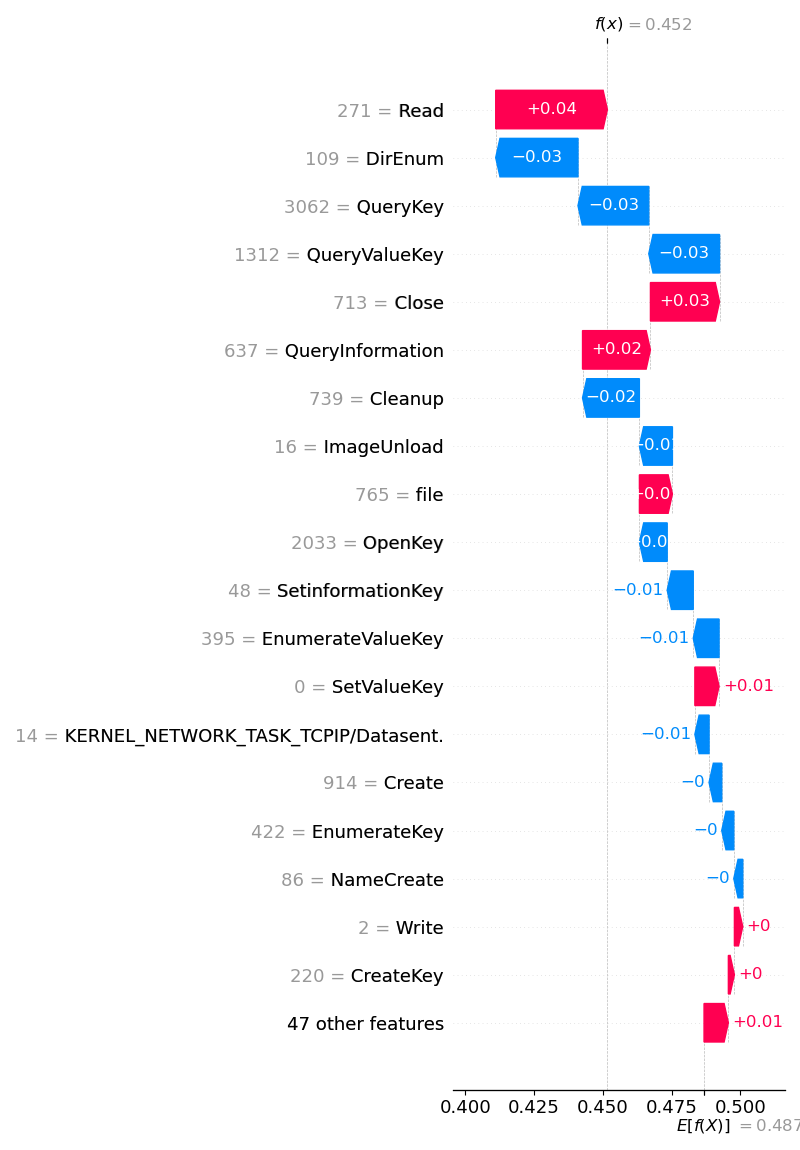 f(x) = 0.452
271 = Read +0.04
109 = DirEnum −0.03
3062 = QueryKey −0.03
1312 = QueryValueKey −0.03
713 = Close +0.03
637 = QueryInformation +0.02
739 = Cleanup −0.02
16 = ImageUnload
765 = file
2033 = OpenKey
48 = SetinformationKey −0.01
395 = EnumerateValueKey −0.01
0 = SetValueKey +0.01
14 = KERNEL_NETWORK_TASK_TCPIP/Datasent. −0.01
914 = Create −0
422 = EnumerateKey −0
86 = NameCreate −0
2 = Write +0
220 = CreateKey +0
47 other features +0.01
0.400 0.425 0.450 0.475 0.500
E[f(X)] = 0.487